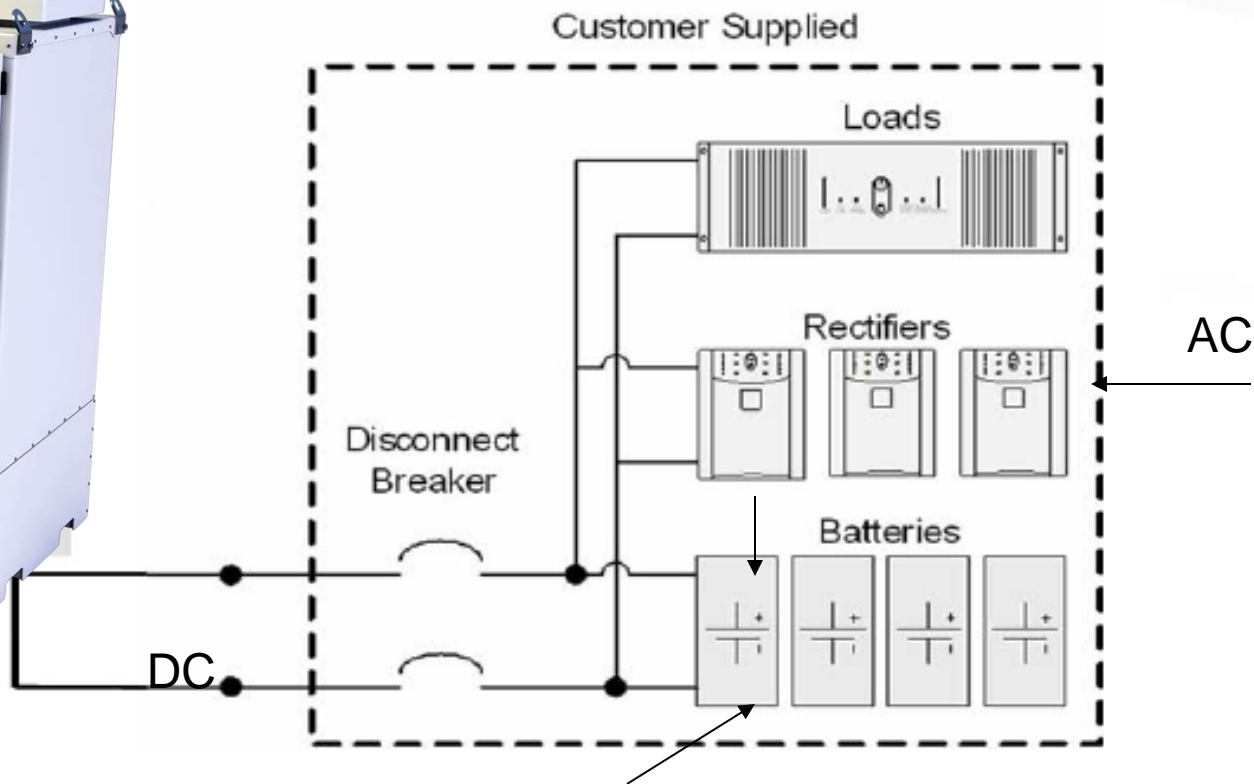 Customer Supplied
Loads
Rectifiers
AC
Disconnect
Breaker
Batteries
DC